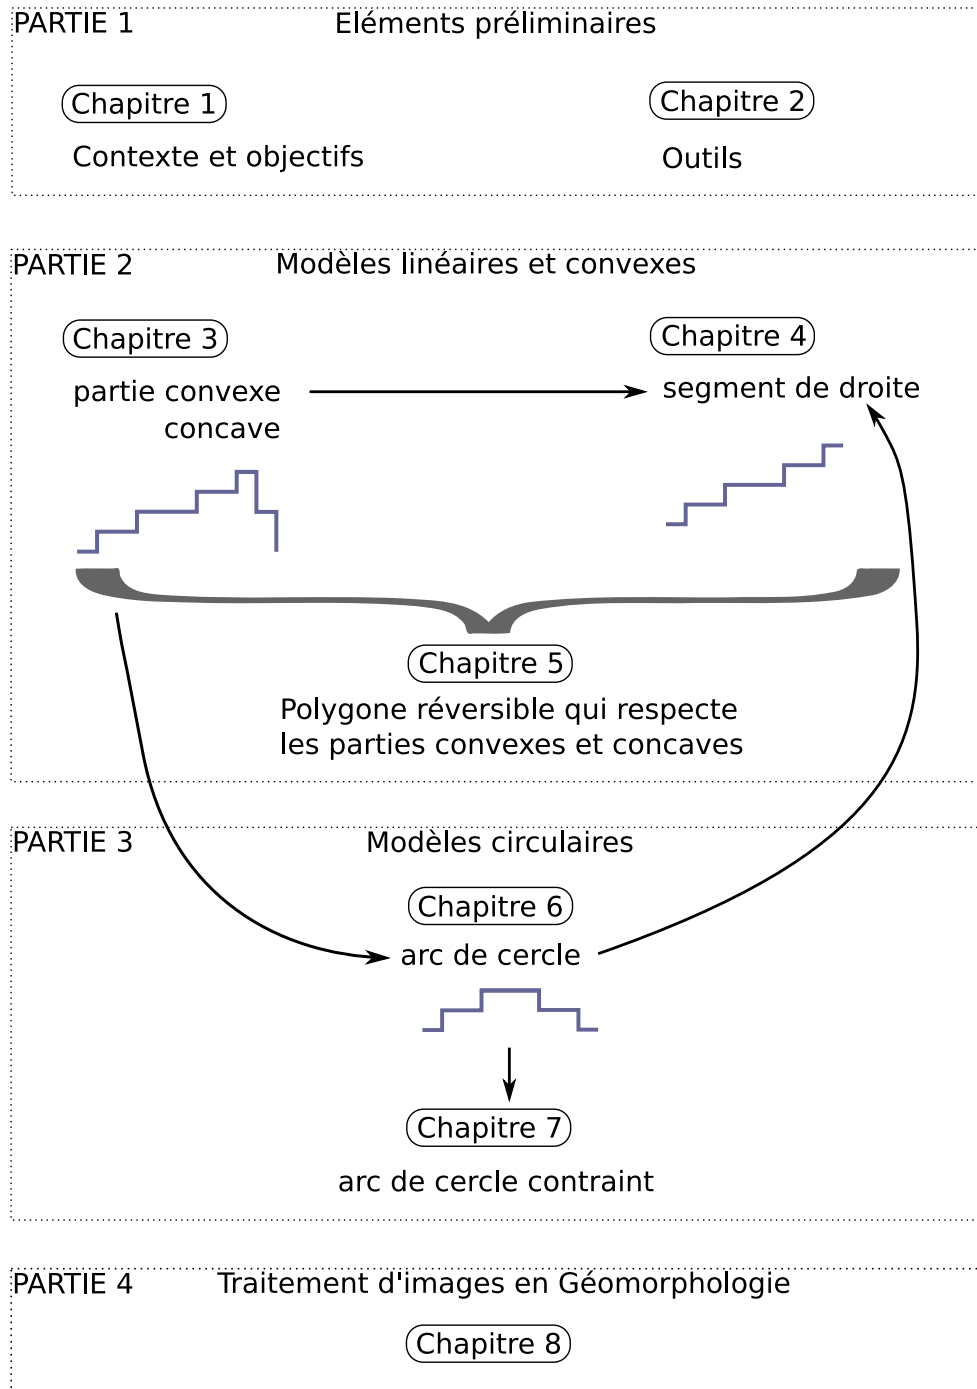 PARTIE 1
Eléments préliminaires
Chapitre 1
Chapitre 2
Contexte et objectifs
Outils
PARTIE 2
Modèles linéaires et convexes
Chapitre 3
Chapitre 4
partie convexe
concave
segment de droite
Chapitre 5
Polygone réversible qui respecte
les parties convexes et concaves
PARTIE 3
Modèles circulaires
Chapitre 6
arc de cercle
Chapitre 7
arc de cercle contraint
PARTIE 4
Traitement d'images en Géomorphologie
Chapitre 8